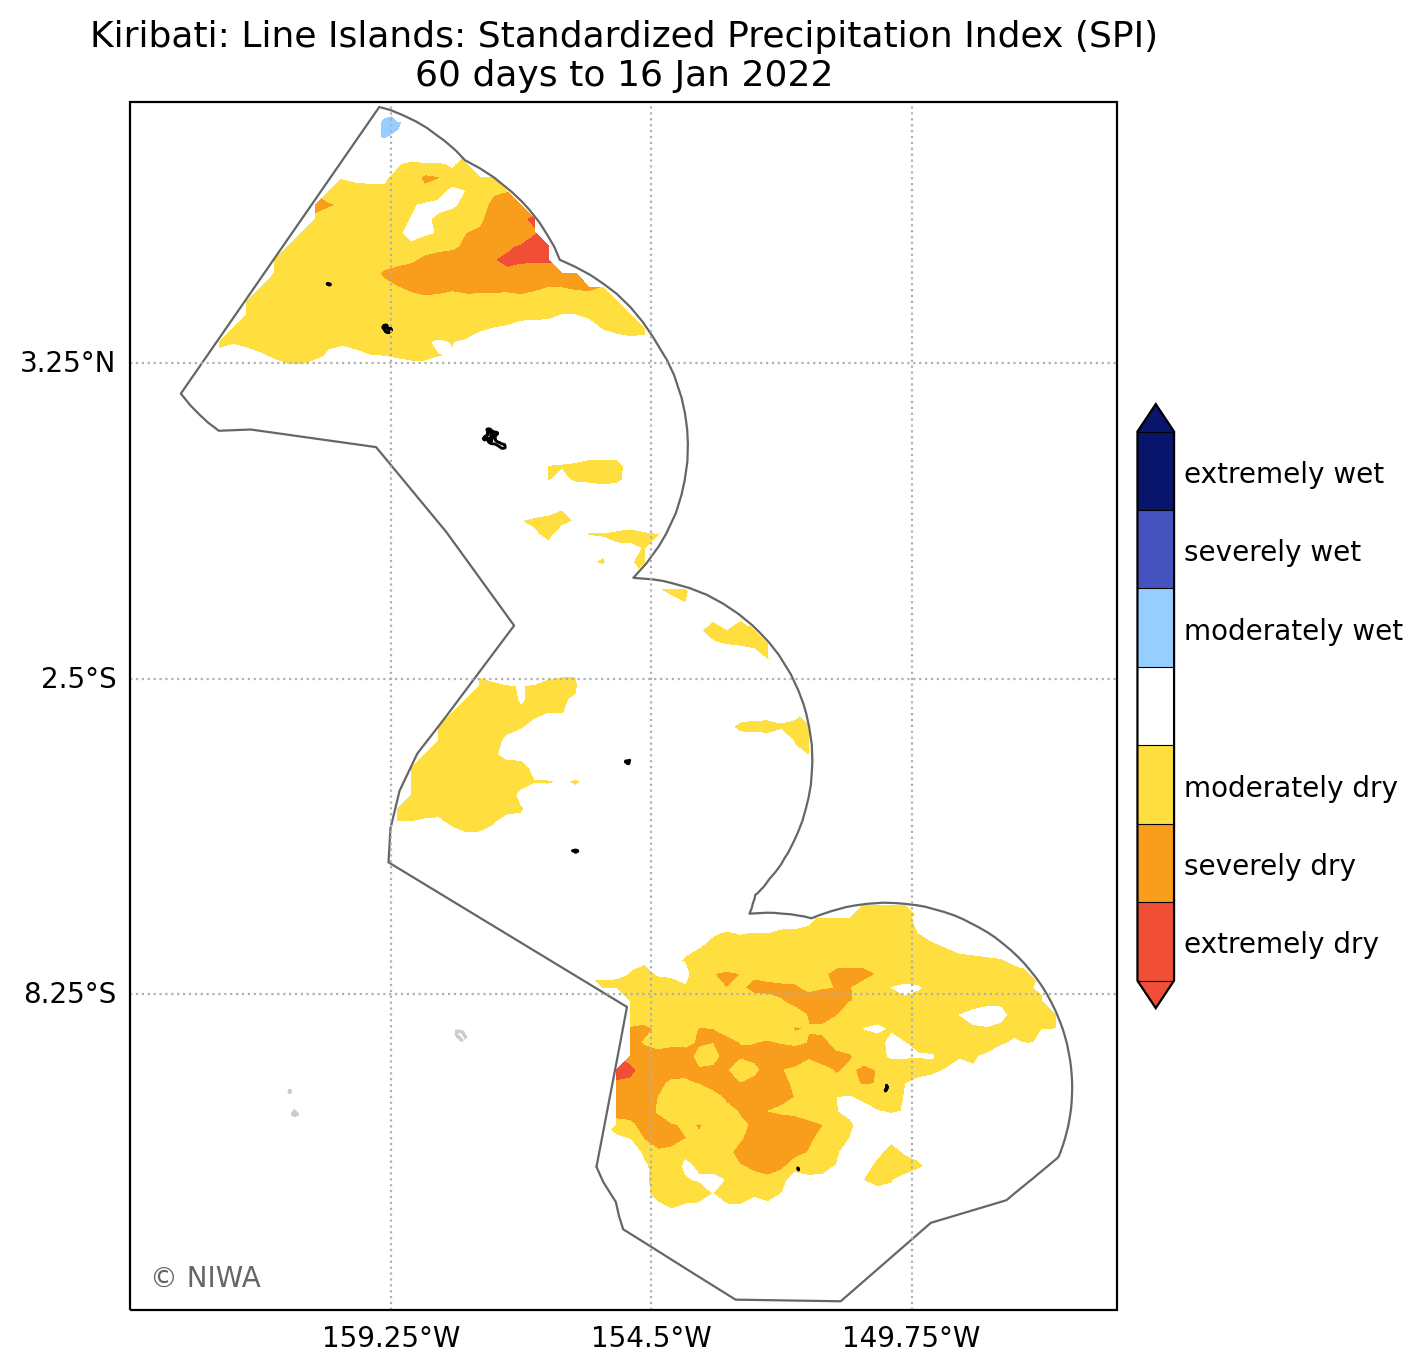 Kiribati: Line Islands: Standardized Precipitation Index (SPI)
60 days to 16 Jan 2022
3.25°N
2.5°S
8.25°S
159.25°W
154.5°W
149.75°W
extremely wet
severely wet
moderately wet
moderately dry
severely dry
extremely dry
© NIWA